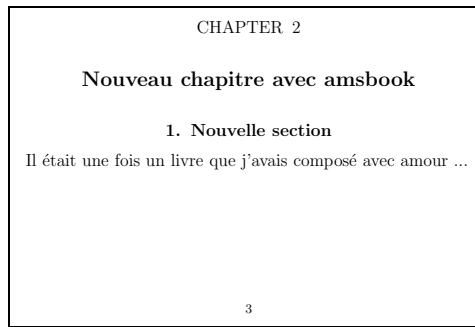 CHAPTER 2
Nouveau chapitre avec amsbook
1. Nouvelle section
Il était une fois un livre que j'avais composé avec amour ...
3